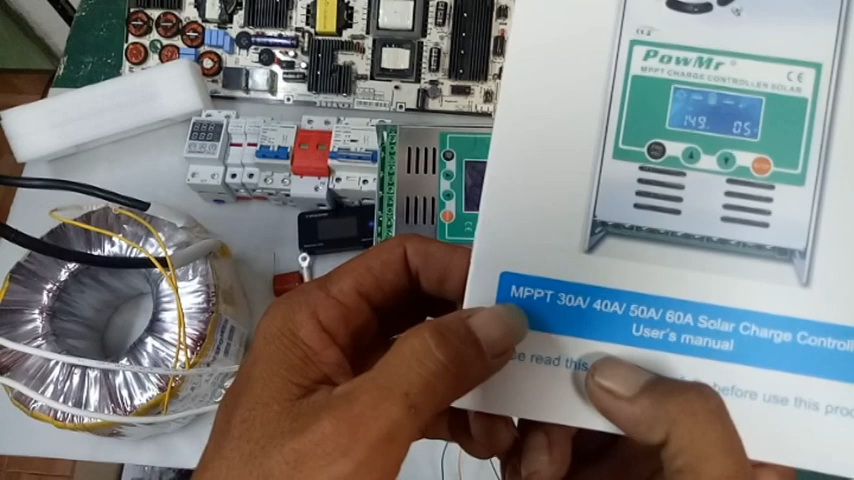 PowMr
MPPT CHARGE CONTROLLER SOLAR
CE
149. 05
MPPT 30A/ 40A/ 50A/ 60A Solar Charge Controll
User's manual
read this before use this prod